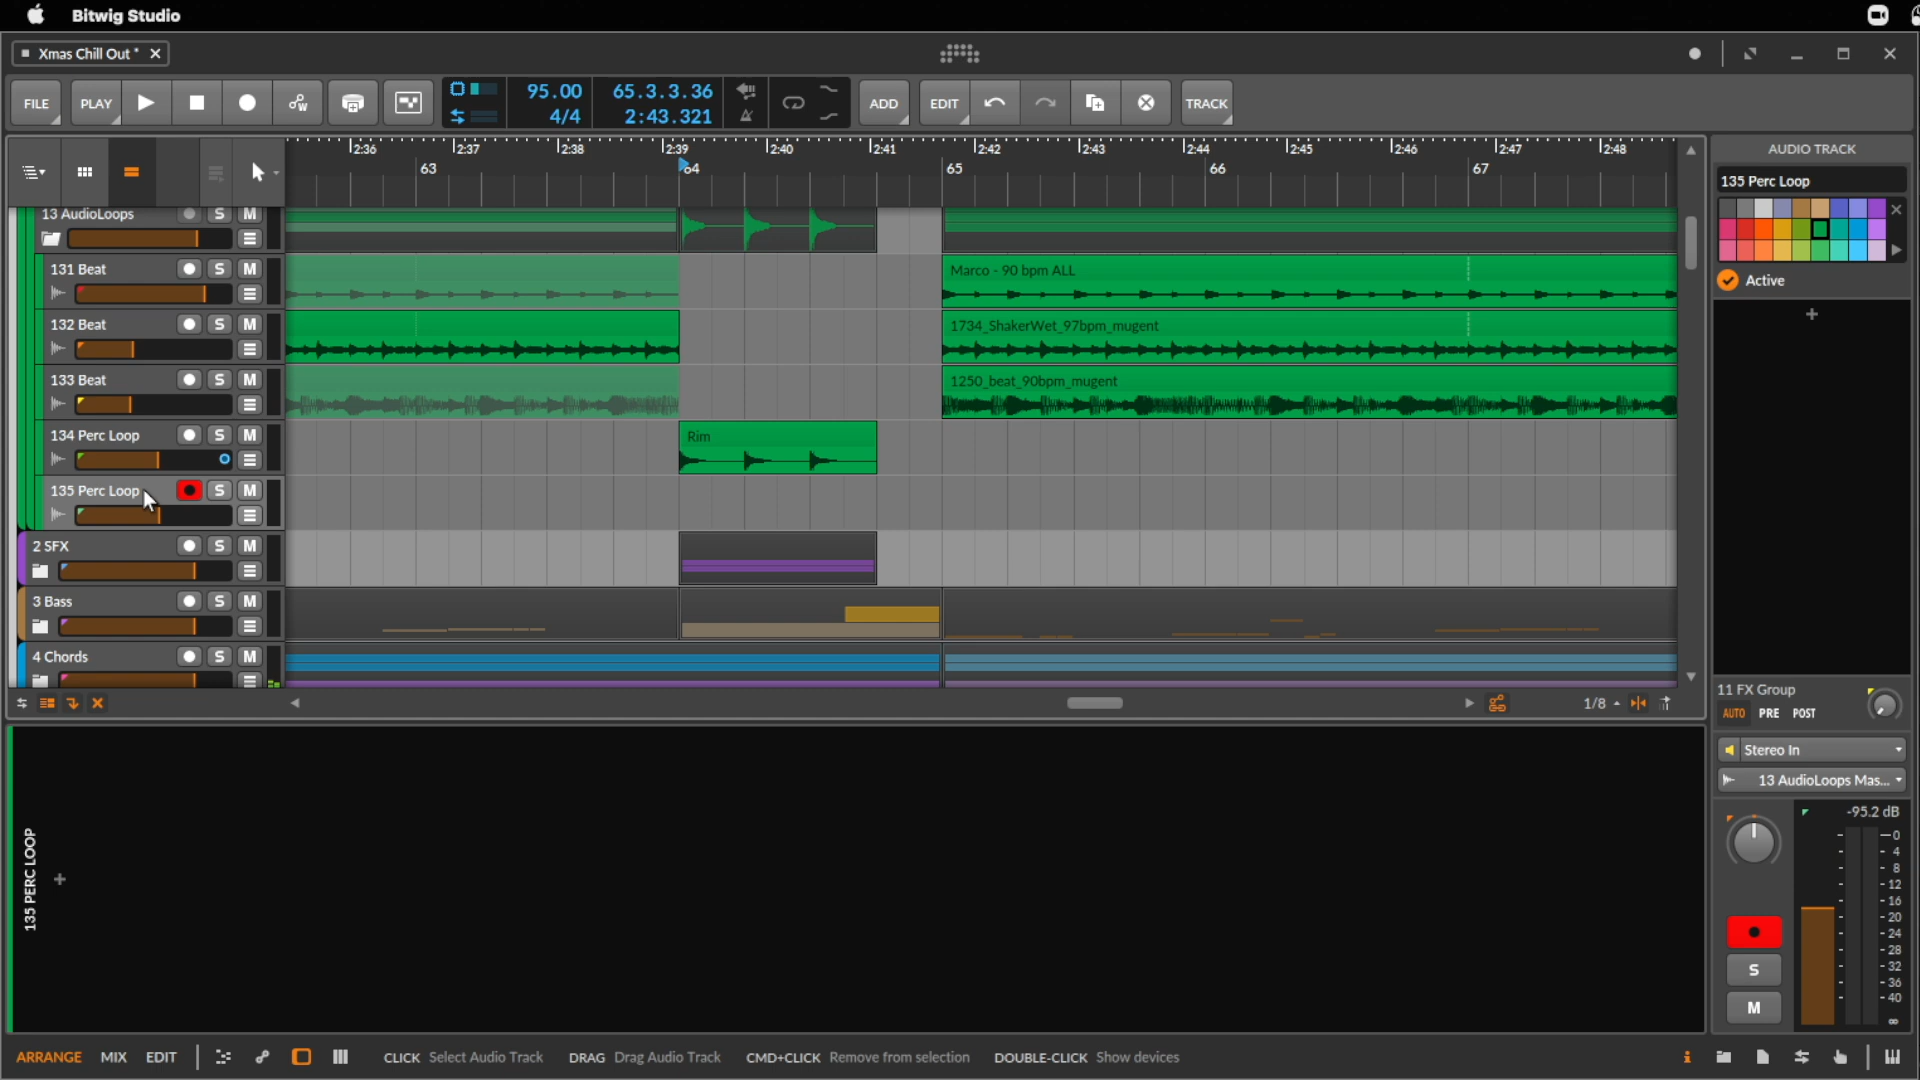 Bitwig Studio
Xmas Chill Out *
FILE PLAY 95.00 65.3.3.36 ADD EDIT TRACK
4/4 2:43.321
2:36 2:37 2:38 2:39 2:40 2:41 2:42 2:43 2:44 2:45 2:46 2:47 2:48
63 64 65 66 67
13 AudioLoops S M
131 Beat S M
Marco - 90 bpm ALL
132 Beat S M
1734_ShakerWet_97bpm_mugent
133 Beat S M
1250_beat_90bpm_mugent
134 Perc Loop S M
Rim
135 Perc Loop S M
2 SFX S M
3 Bass S M
4 Chords S M
1/8
AUDIO TRACK
135 Perc Loop
Active
11 FX Group
AUTO PRE POST
Stereo In
13 AudioLoops Mas...
-95.2 dB
0
4
8
12
16
20
24
28
32
36
40
∞
S
M
135 PERC LOOP
ARRANGE MIX EDIT CLICK Select Audio Track DRAG Drag Audio Track CMD+CLICK Remove from selection DOUBLE-CLICK Show devices